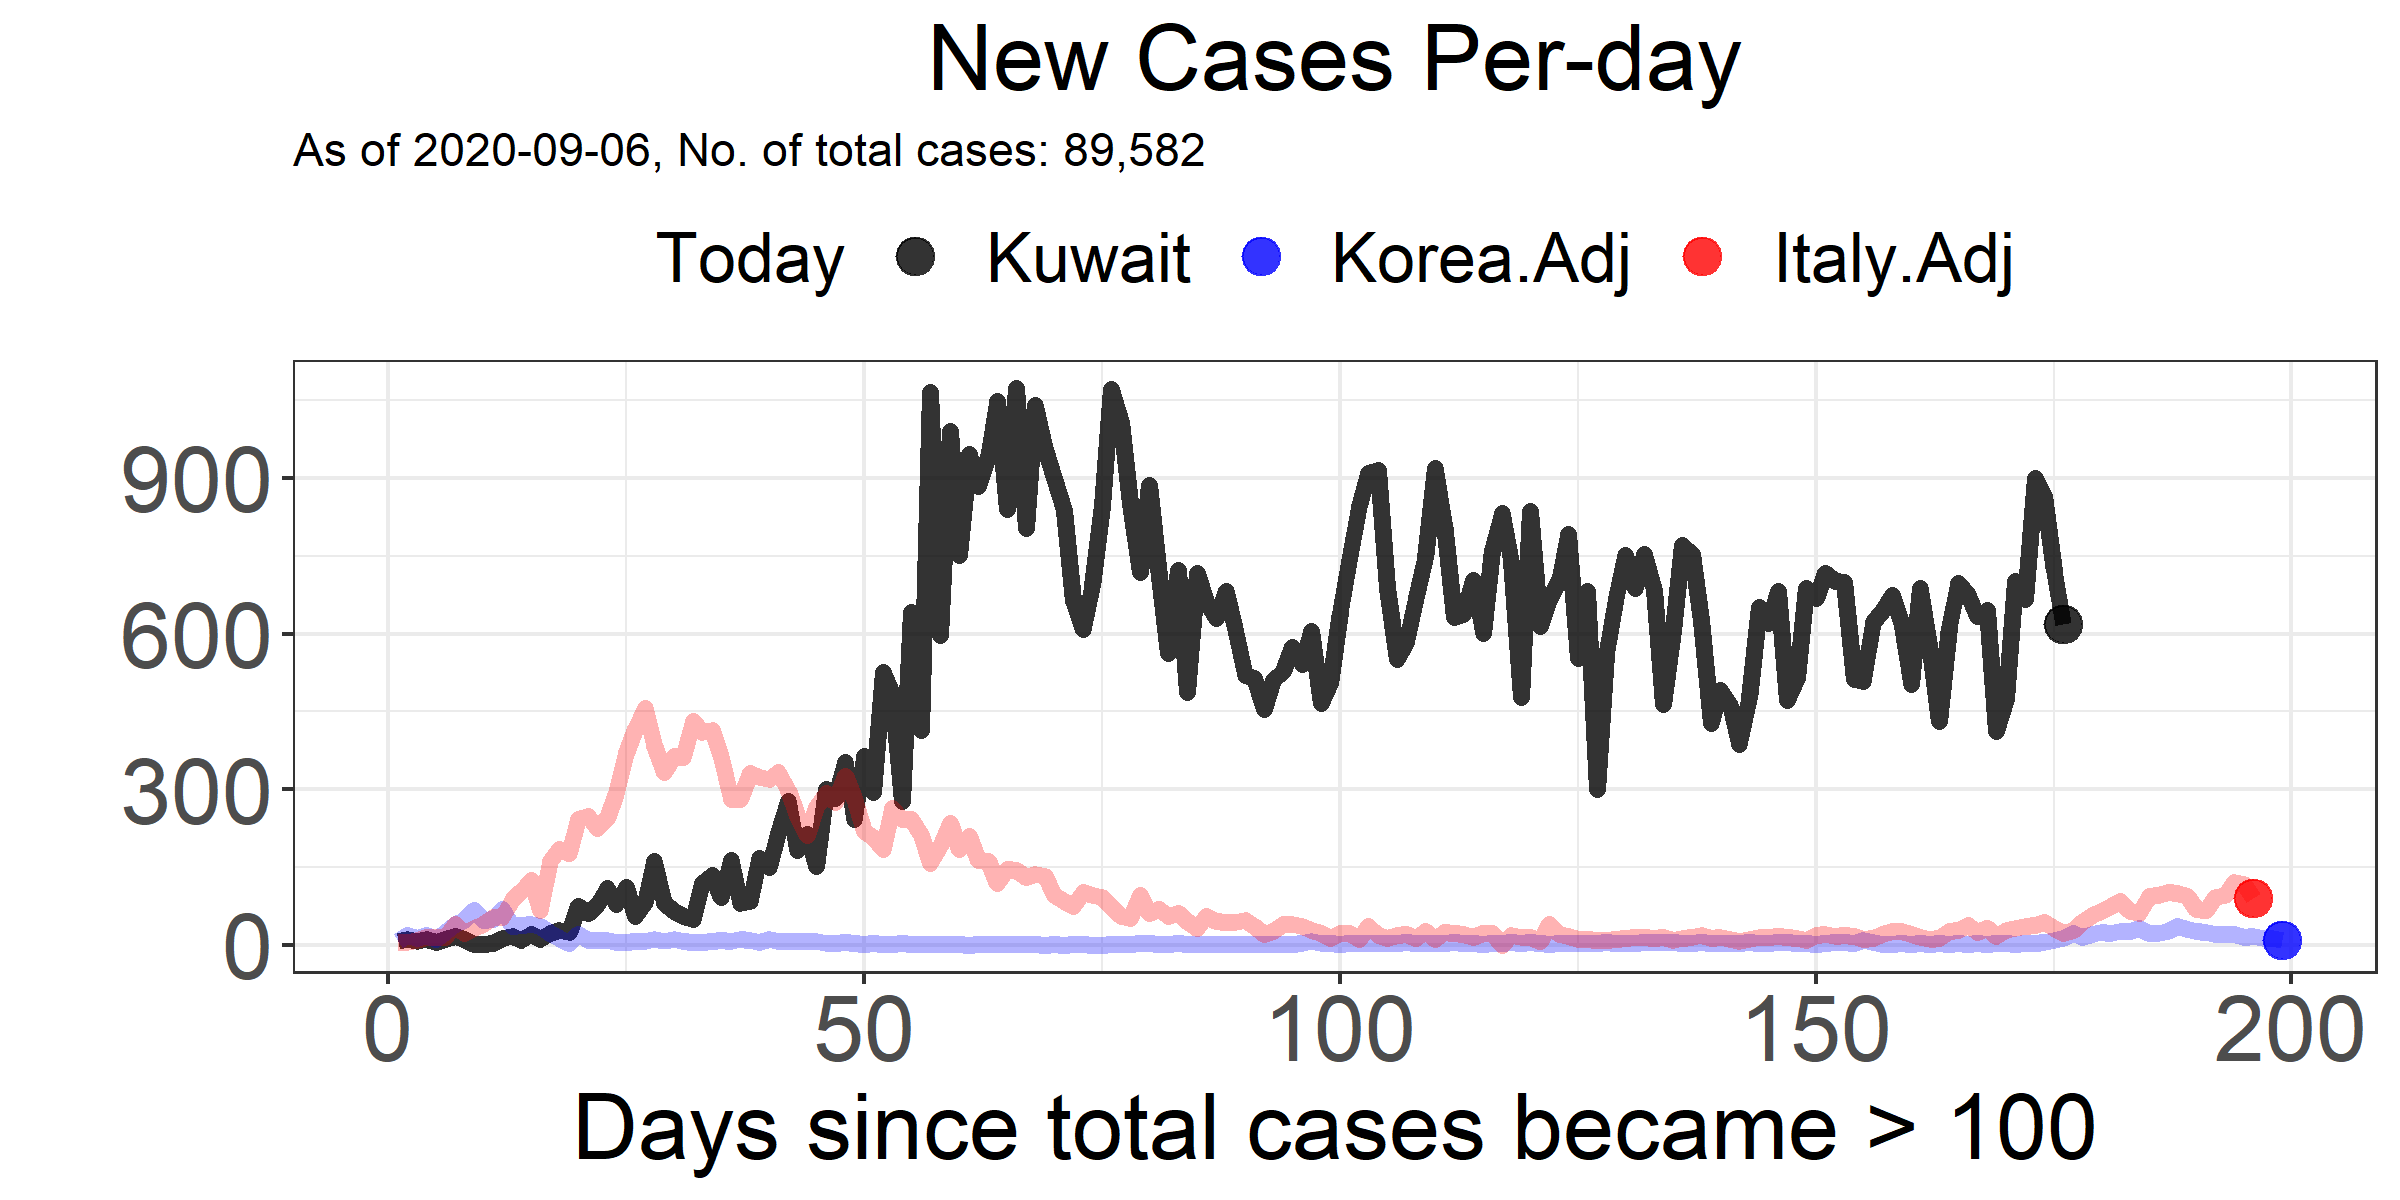 New Cases Per-day
As of 2020-09-06, No. of total cases: 89,582
Today Kuwait Korea.Adj Italy.Adj
900
600
300
0
0 50 100 150 200
Days since total cases became > 100